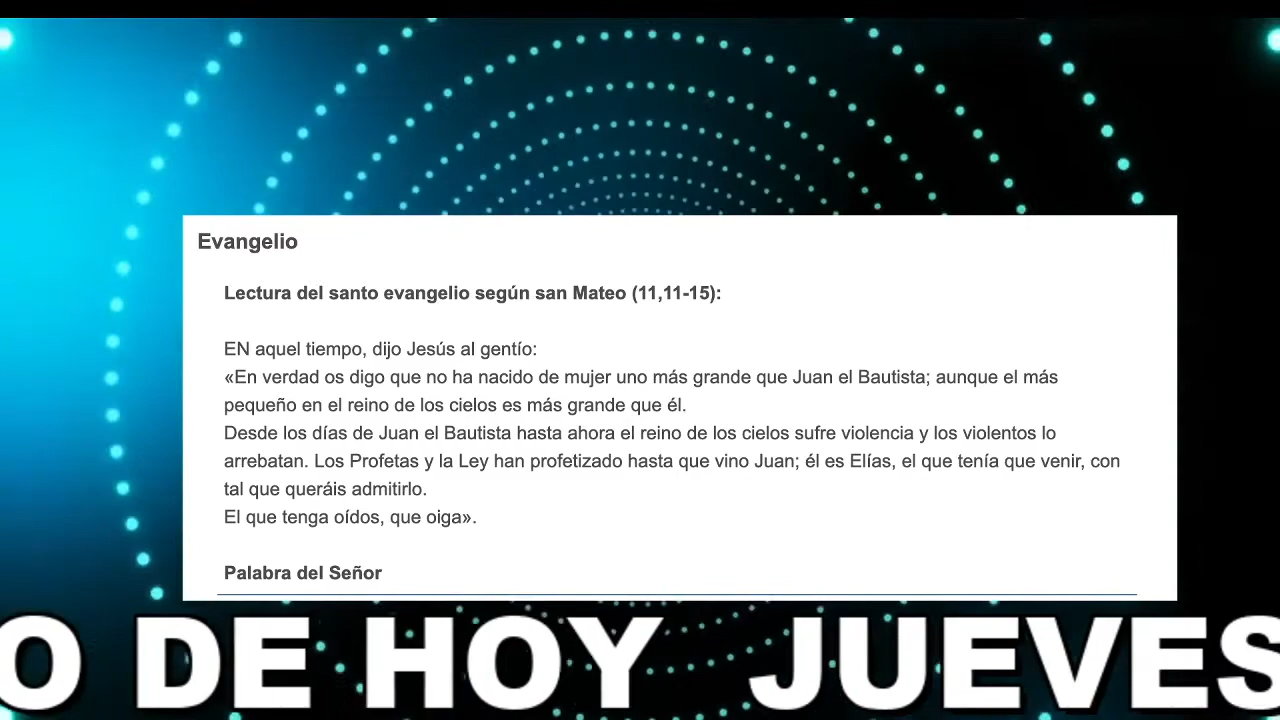 Evangelio
Lectura del santo evangelio según san Mateo (11,11-15):
EN aquel tiempo, dijo Jesús al gentío:
«En verdad os digo que no ha nacido de mujer uno más grande que Juan el Bautista; aunque el más
pequeño en el reino de los cielos es más grande que él.
Desde los días de Juan el Bautista hasta ahora el reino de los cielos sufre violencia y los violentos lo
arrebatan. Los Profetas y la Ley han profetizado hasta que vino Juan; él es Elías, el que tenía que venir, con
tal que queráis admitirlo.
El que tenga oídos, que oiga».
Palabra del Señor
O DE HOY JUEVES